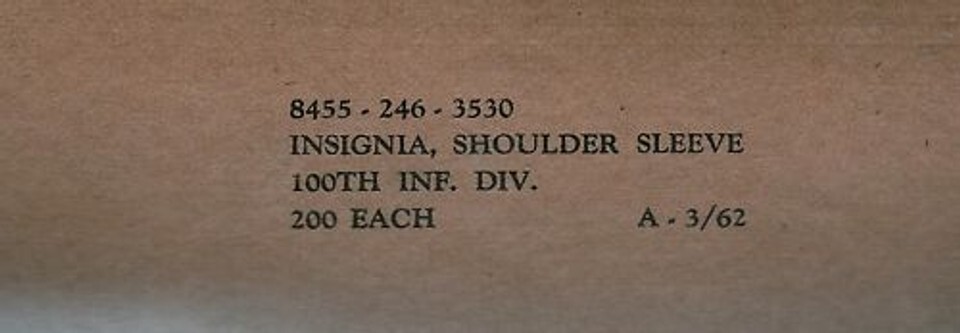 8455 - 246 - 3530
INSIGNIA, SHOULDER SLEEVE
100TH INF. DIV.
200 EACH A - 3/62